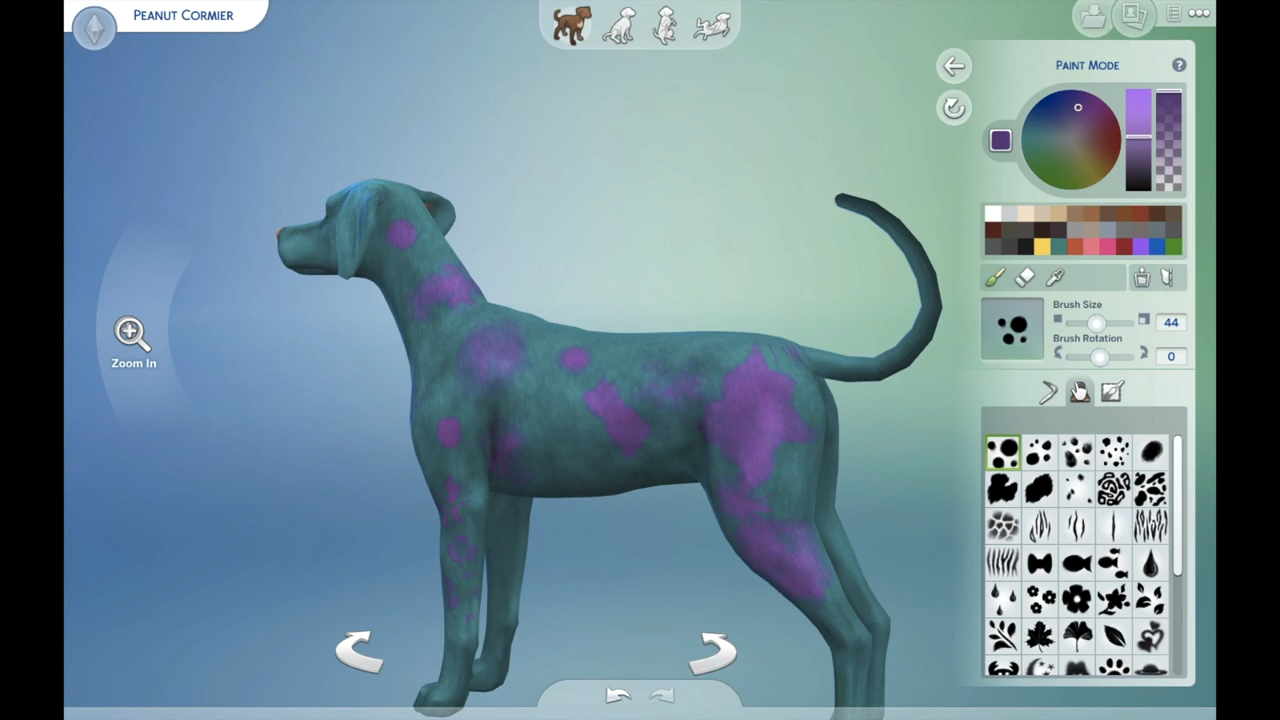 Peanut Cormier
Paint Mode
?
Brush Size
44
Brush Rotation
0
Zoom In